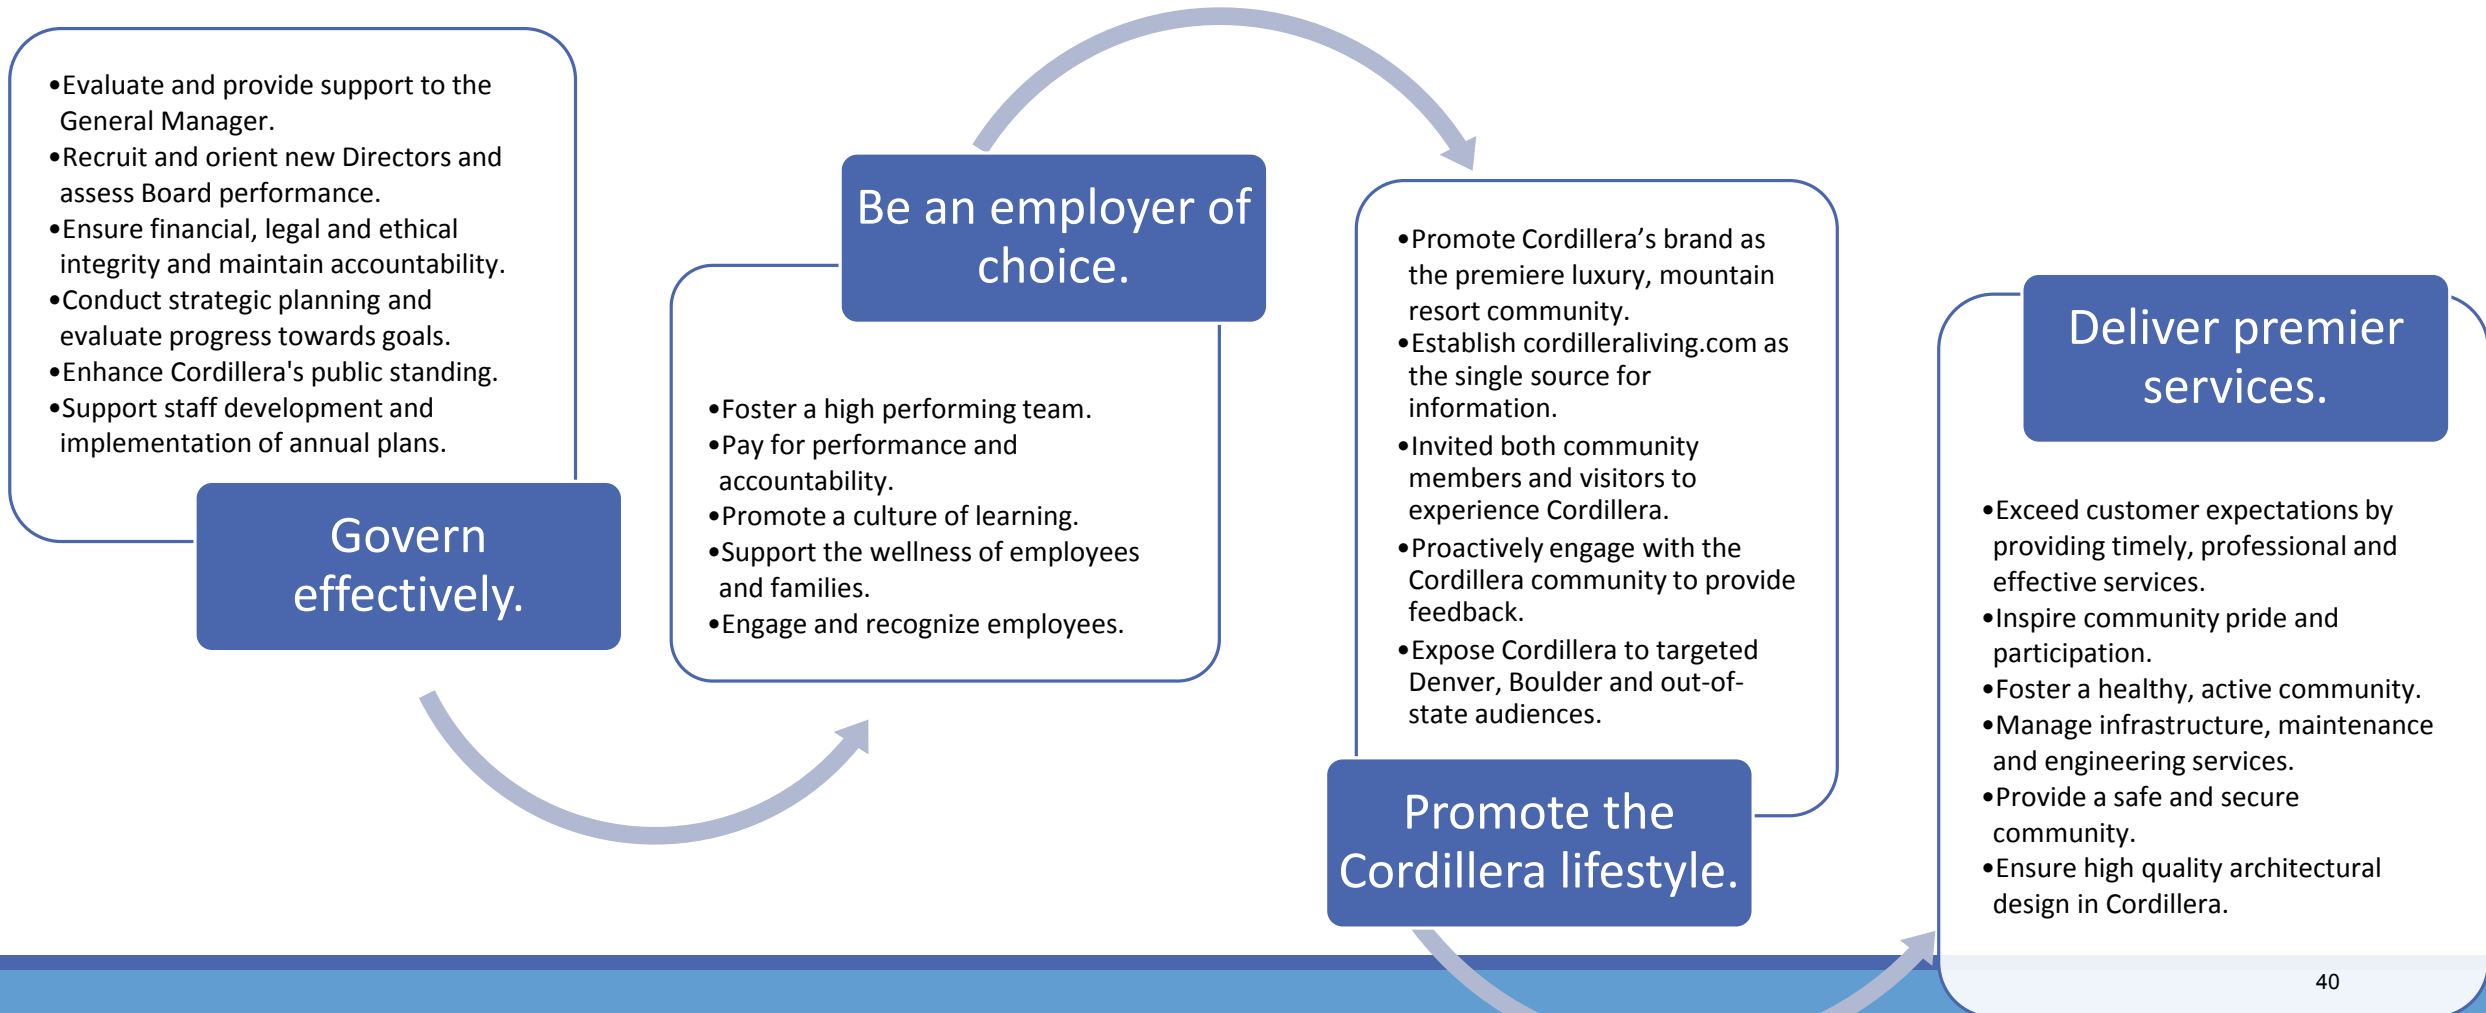 •Evaluate and provide support to the
General Manager.
•Recruit and orient new Directors and
assess Board performance.
•Ensure financial, legal and ethical
integrity and maintain accountability.
•Conduct strategic planning and
evaluate progress towards goals.
•Enhance Cordillera's public standing.
•Support staff development and
implementation of annual plans.
Govern
effectively.
Be an employer of
choice.
•Foster a high performing team.
•Pay for performance and
accountability.
•Promote a culture of learning.
•Support the wellness of employees
and families.
•Engage and recognize employees.
•Promote Cordillera’s brand as
the premiere luxury, mountain
resort community.
•Establish cordilleraliving.com as
the single source for
information.
•Invited both community
members and visitors to
experience Cordillera.
•Proactively engage with the
Cordillera community to provide
feedback.
•Expose Cordillera to targeted
Denver, Boulder and out-of-
state audiences.
Promote the
Cordillera lifestyle.
Deliver premier
services.
•Exceed customer expectations by
providing timely, professional and
effective services.
•Inspire community pride and
participation.
•Foster a healthy, active community.
•Manage infrastructure, maintenance
and engineering services.
•Provide a safe and secure
community.
•Ensure high quality architectural
design in Cordillera.
40